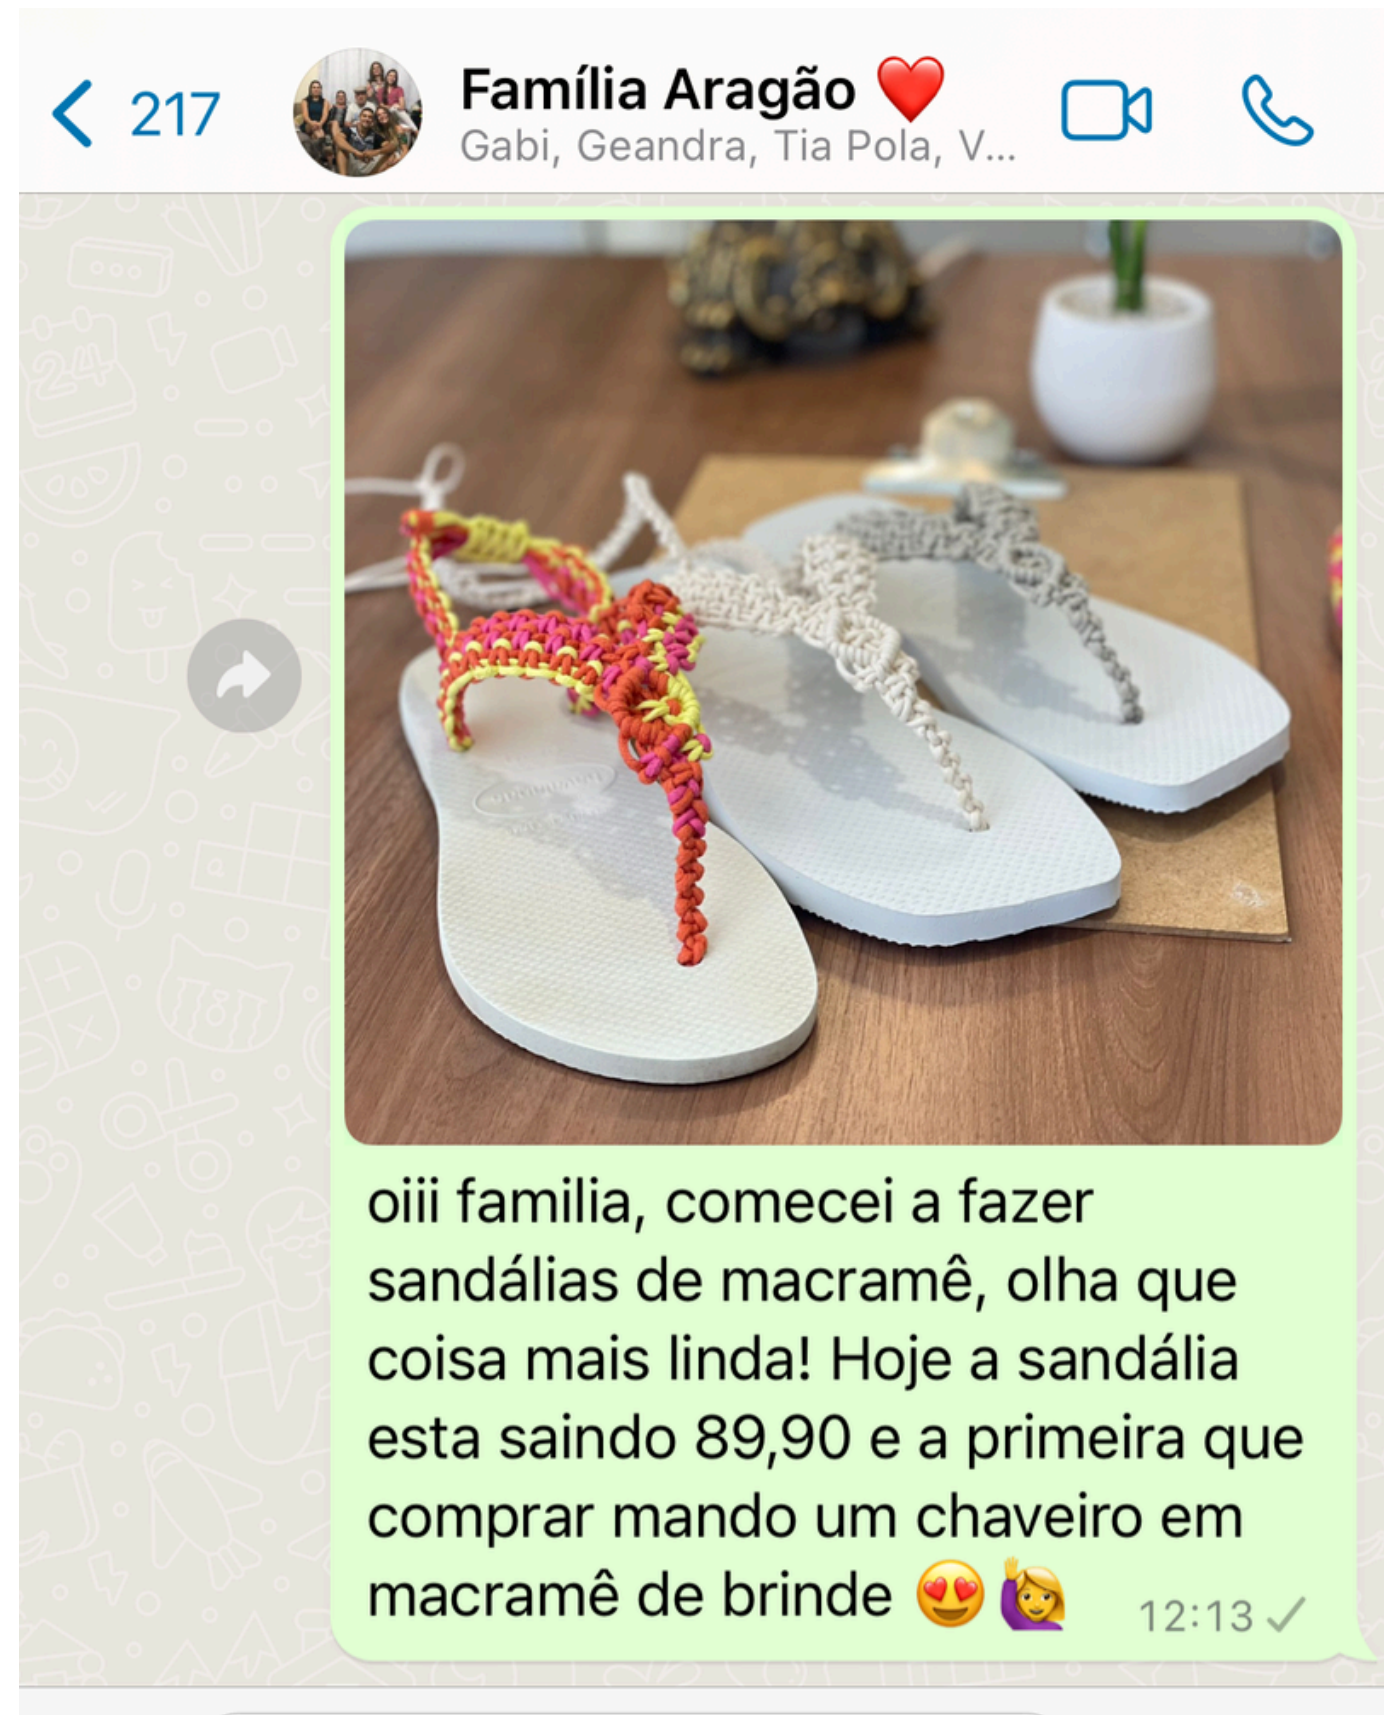 217
Família Aragão ❤️
Gabi, Geandra, Tia Pola, V...
oiii familia, comecei a fazer
sandálias de macramê, olha que
coisa mais linda! Hoje a sandália
esta saindo 89,90 e a primeira que
comprar mando um chaveiro em
macramê de brinde 😍🙋‍♀️
12:13